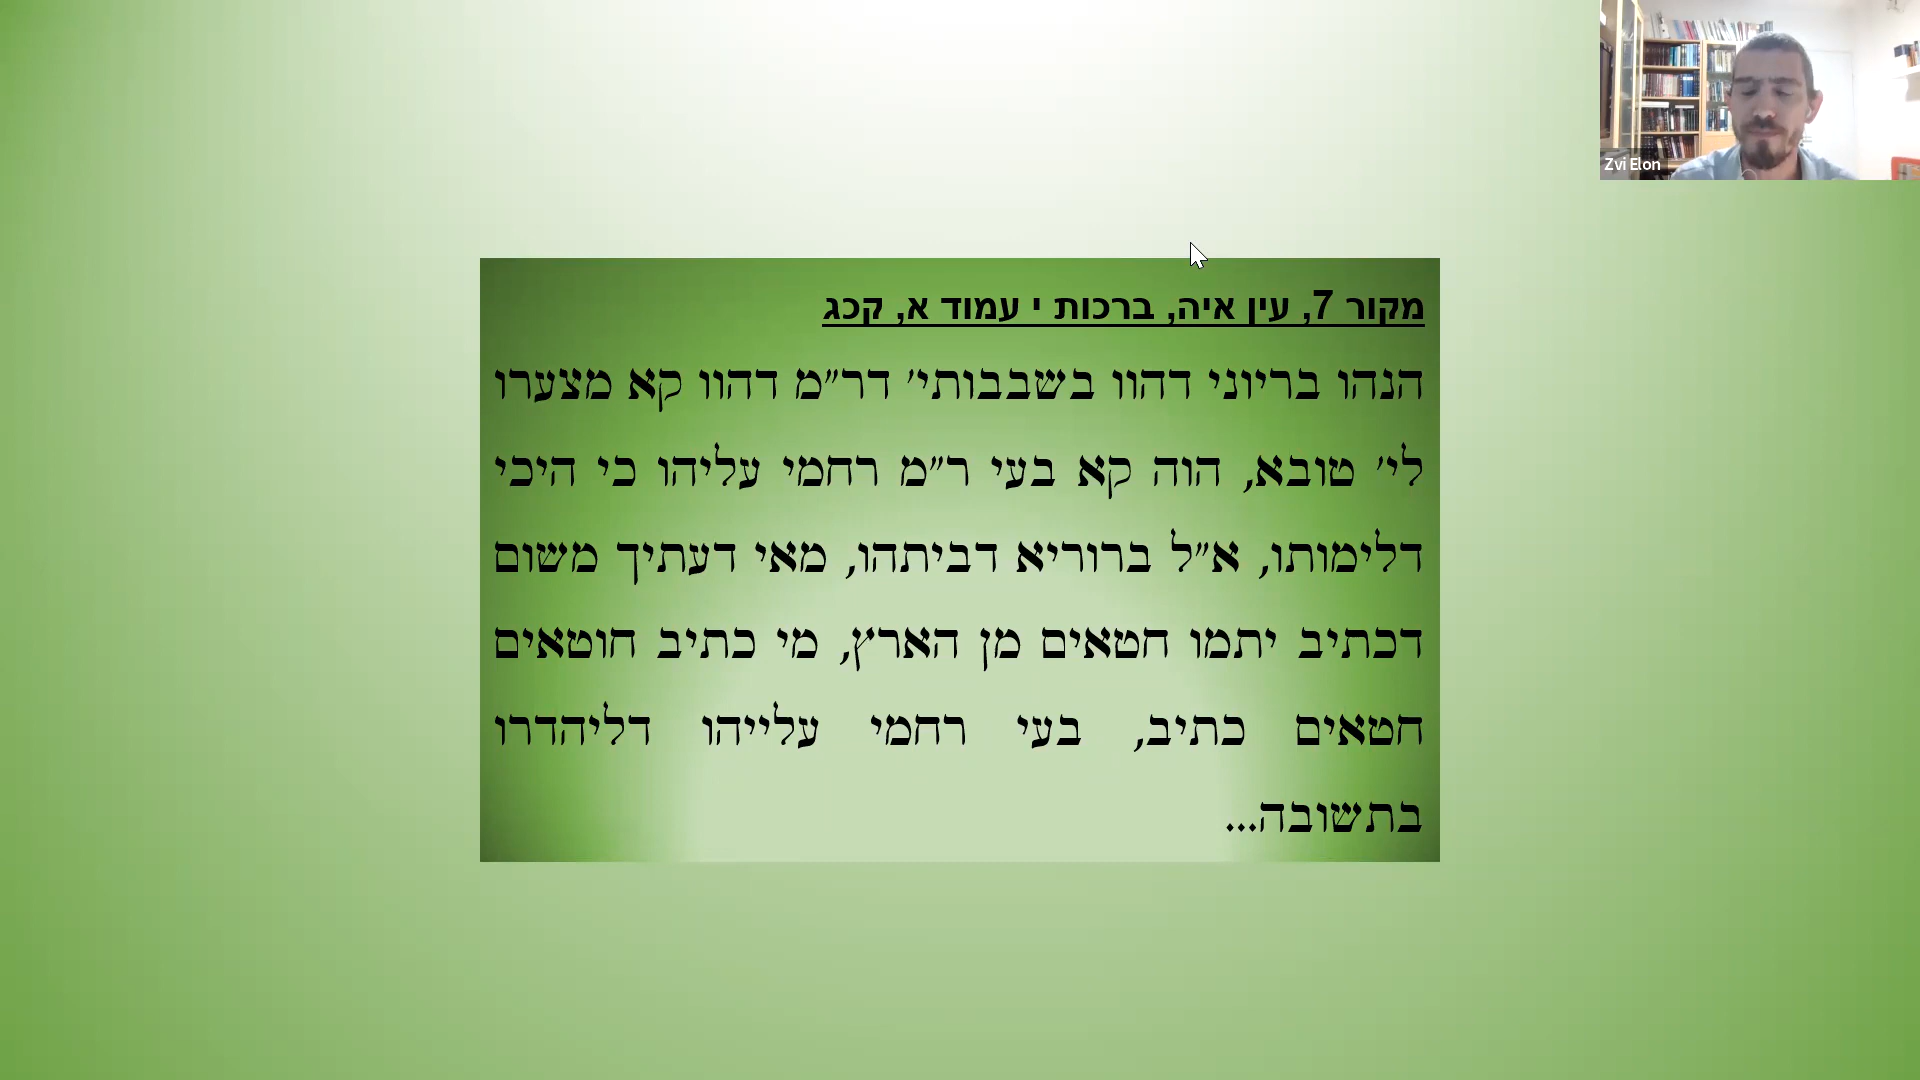 Zvi Elon
מקור 7, עין איה, ברכות י עמוד א, קכג
הנהו בריוני דהוו בשבבותי׳ דר״מ דהוו קא מצערו
לי׳ טובא, הוה קא בעי ר״מ רחמי עליהו כי היכי
דלימותו, א״ל ברוריא דביתהו, מאי דעתיך משום
דכתיב יתמו חטאים מן הארץ, מי כתיב חוטאים
חטאים כתיב, בעי רחמי עלייהו דליהדרו
בתשובה...